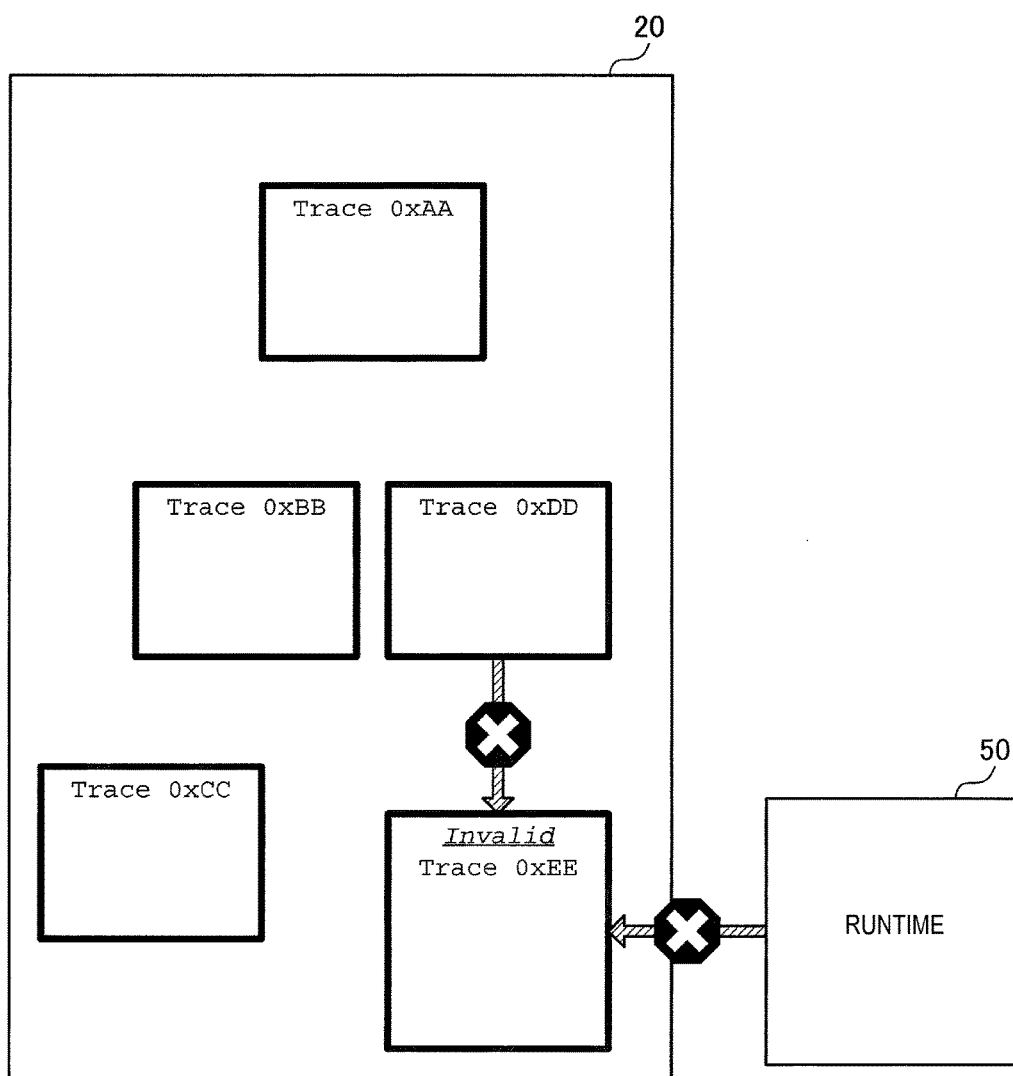 20
Trace 0xAA
Trace 0xBB
Trace 0xDD
Trace 0xCC
50
Invalid
Trace 0xEE
RUNTIME